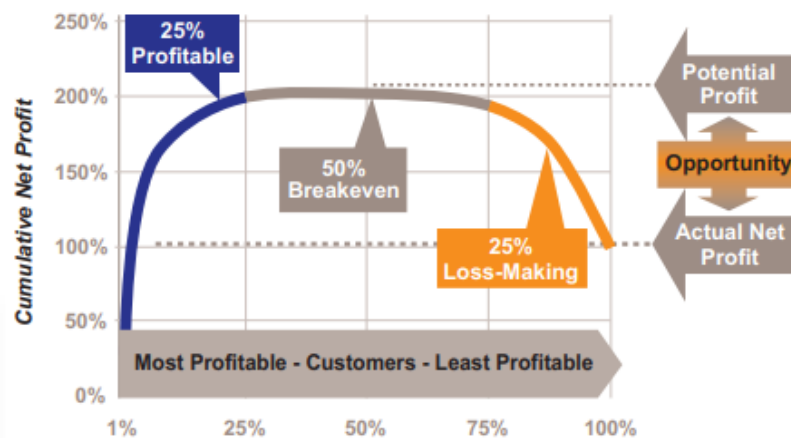 250%
25%
Profitable
Potential
Profit
200%
Cumulative Net Profit
150%
50%
Breakeven
Opportunity
100%
25%
Loss-Making
Actual Net
Profit
50%
Most Profitable - Customers - Least Profitable
0%
1%
25%
50%
75%
100%